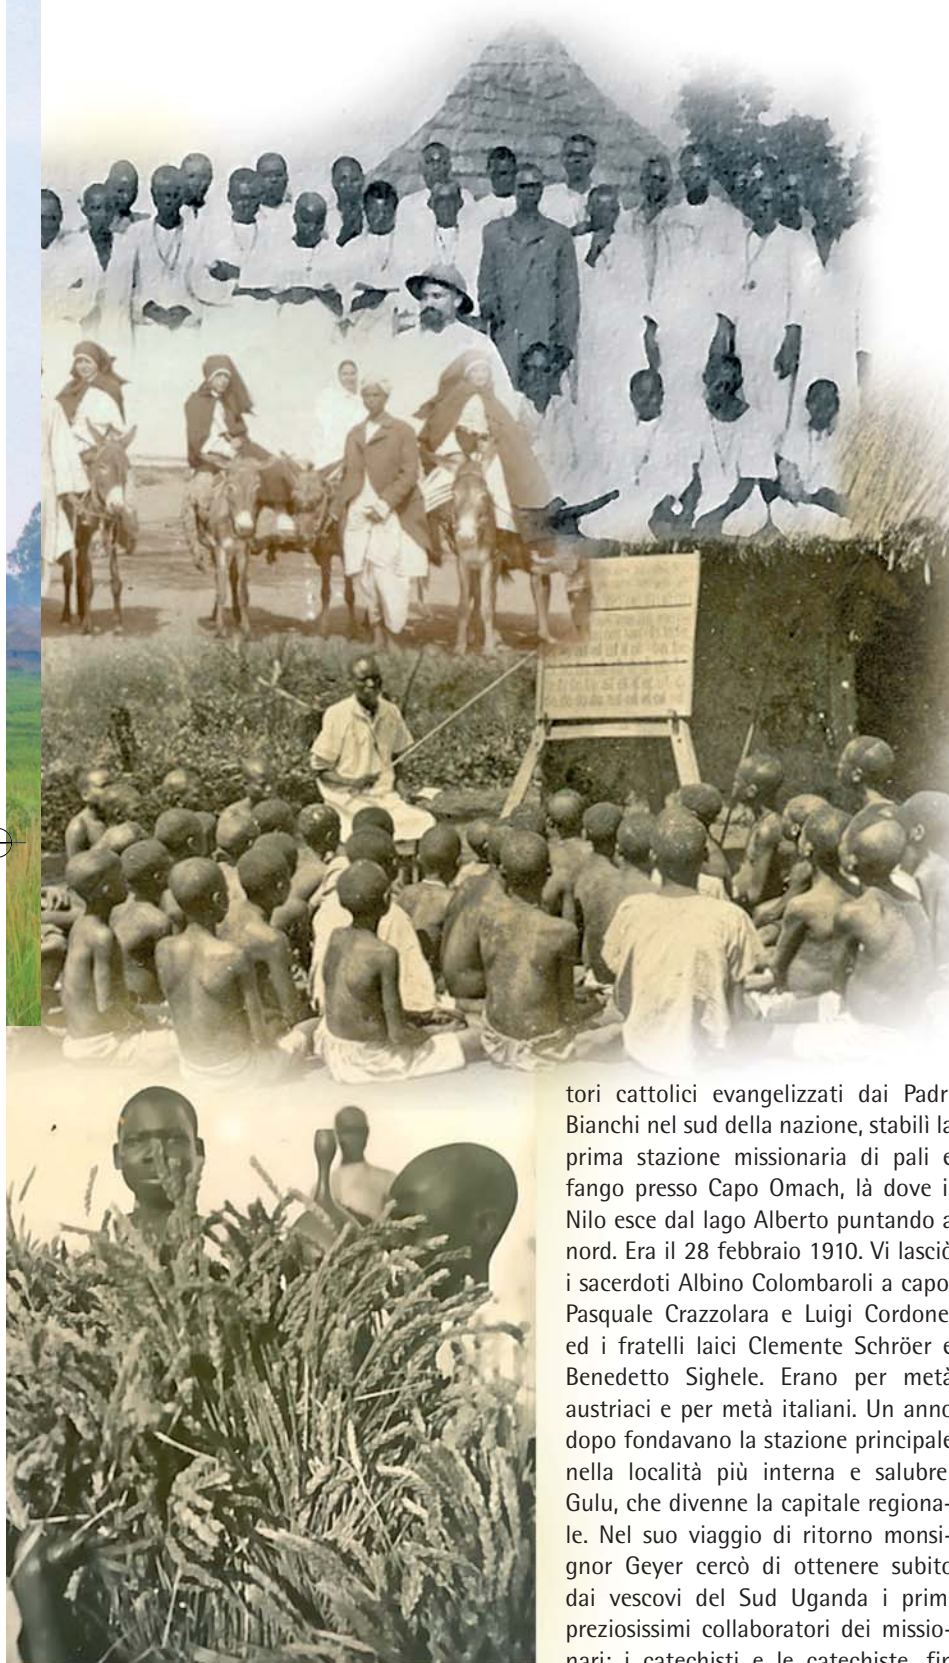 tori cattolici evangelizzati dai Padr
Bianchi nel sud della nazione, stabilì la
prima stazione missionaria di pali e
fango presso Capo Omach, là dove i
Nilo esce dal lago Alberto puntando a
nord. Era il 28 febbraio 1910. Vi lasciò
i sacerdoti Albino Colombaroli a capo
Pasquale Crazzolara e Luigi Cordone
ed i fratelli laici Clemente Schröer e
Benedetto Sighele. Erano per metà
austriaci e per metà italiani. Un anno
dopo fondavano la stazione principale
nella località più interna e salubre
Gulu, che divenne la capitale regiona-
le. Nel suo viaggio di ritorno monsi-
gnor Geyer cercò di ottenere subito
dai vescovi del Sud Uganda i prim
preziosissimi collaboratori dei missio-
nari: i catechisti e le catechiste, fin